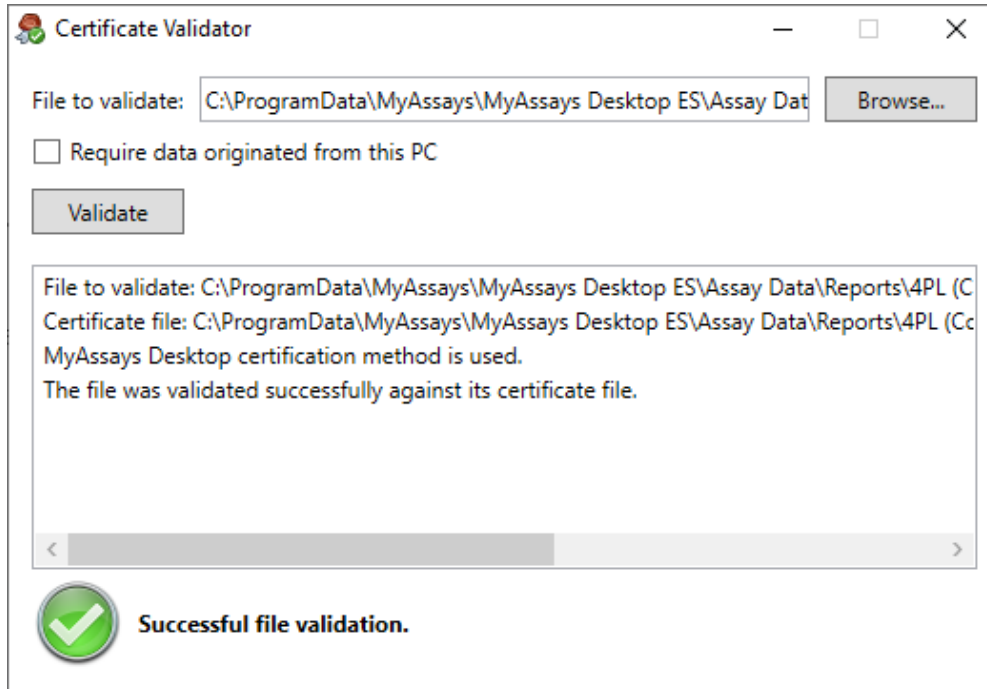 Certificate Validator
File to validate: C:\ProgramData\MyAssays\MyAssays Desktop ES\Assay Dat Browse...
Require data originated from this PC
Validate
File to validate: C:\ProgramData\MyAssays\MyAssays Desktop ES\Assay Data\Reports\4PL (C
Certificate file: C:\ProgramData\MyAssays\MyAssays Desktop ES\Assay Data\Reports\4PL (Co
MyAssays Desktop certification method is used.
The file was validated successfully against its certificate file.
Successful file validation.